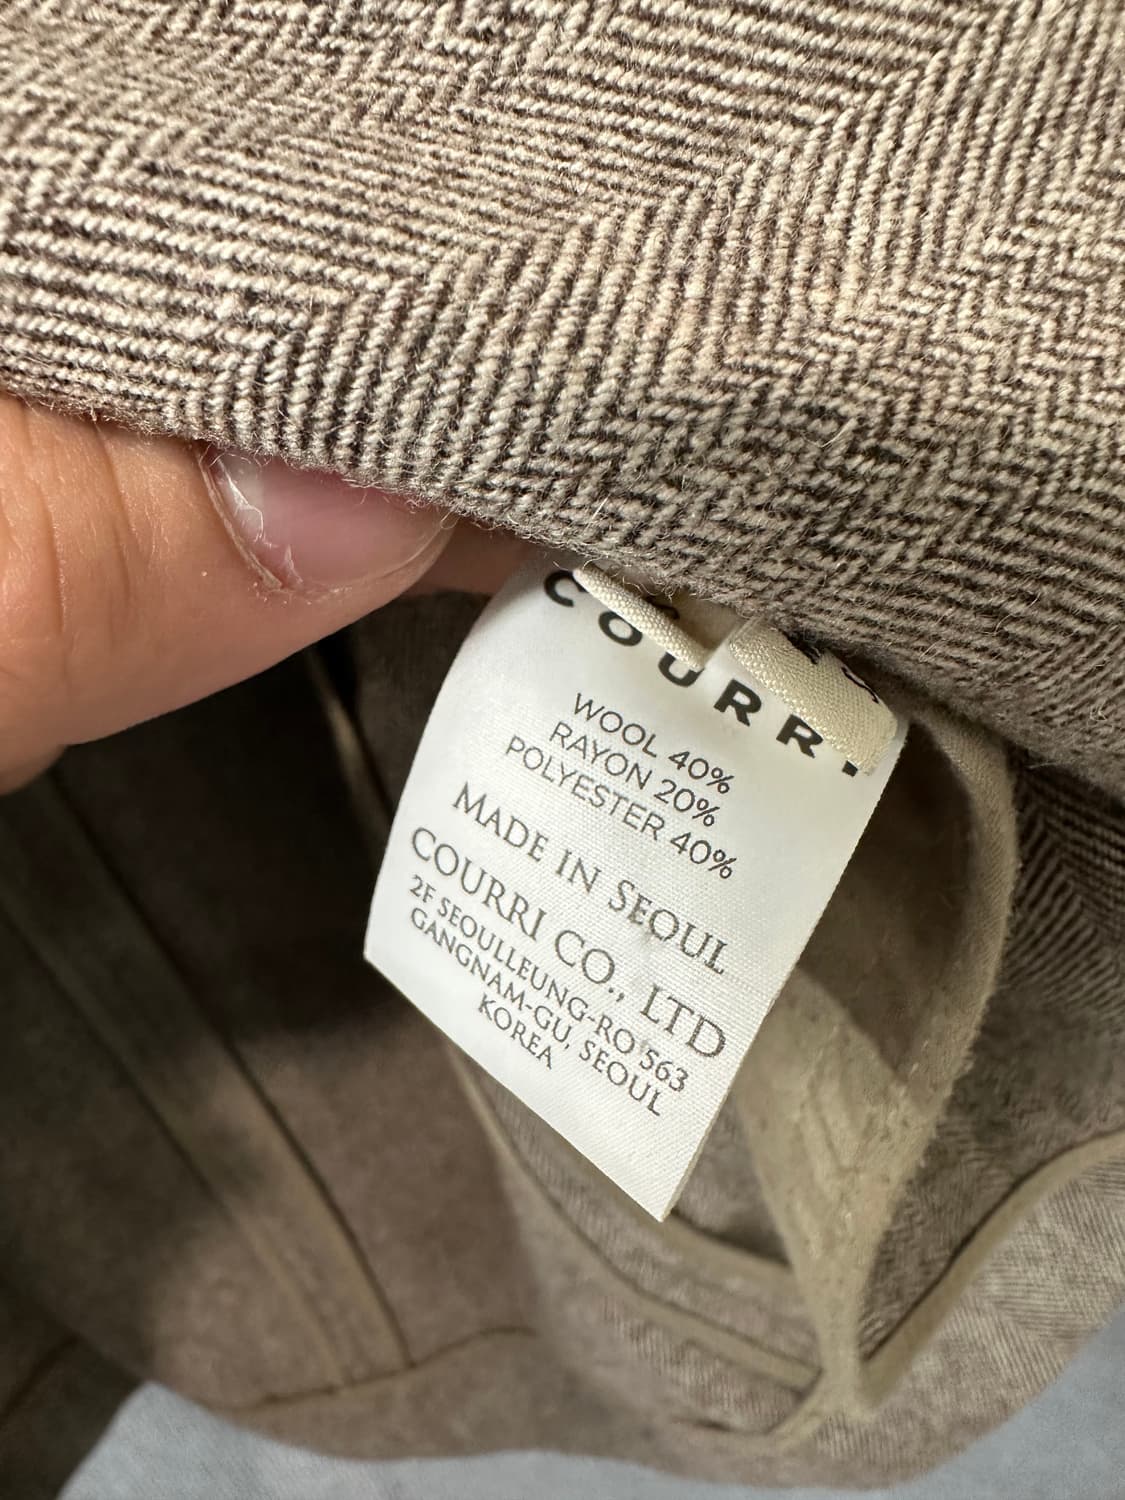 COURRI
WOOL 40%
RAYON 20%
POLYESTER 40%
MADE IN SEOUL
COURRI CO., LTD
2F SEOULLEUNG-RO 563
GANGNAM-GU, SEOUL
KOREA